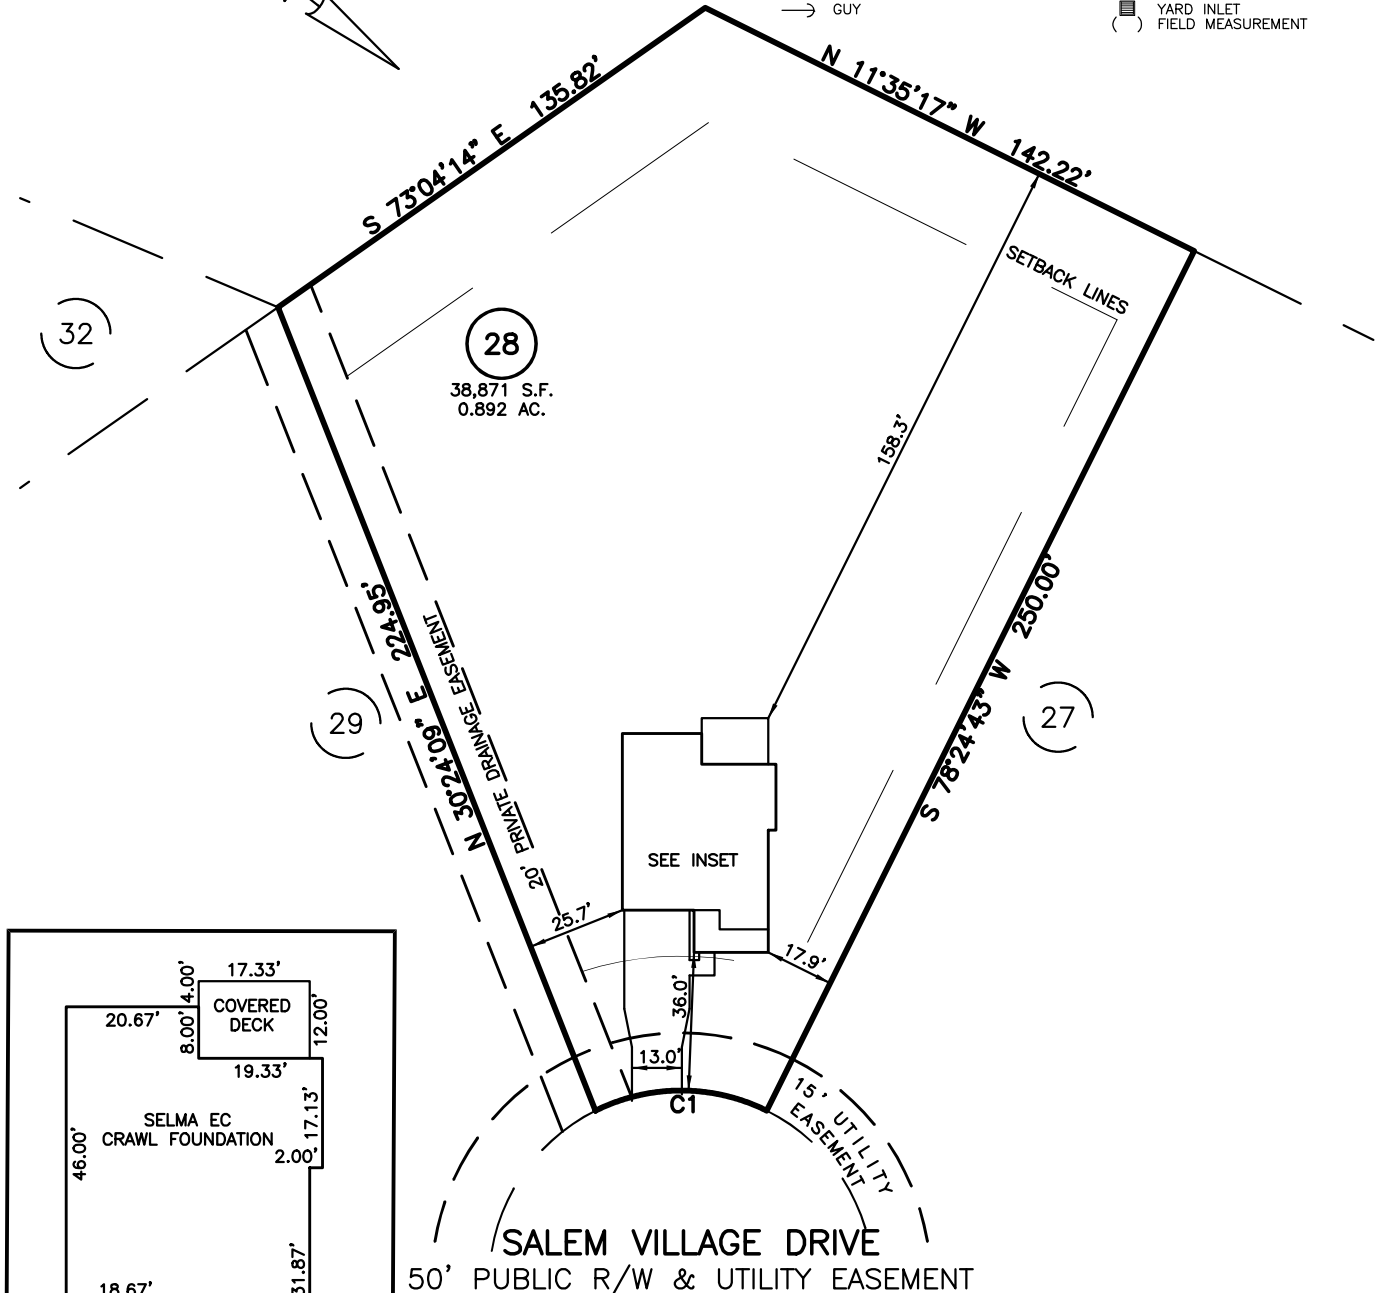 GUY
YARD INLET
( ) FIELD MEASUREMENT
N 11°35'17" W 142.22'
S 73°04'14" E 135.82'
SETBACK LINES
32
28
38,871 S.F.
0.892 AC.
158.3'
N 30°24'09" E 224.95'
20' PRIVATE DRAINAGE EASEMENT
S 78°24'43" W 250.00'
29
27
SEE INSET
25.7'
17.9'
36.0'
13.0'
C1
15' UTILITY
EASEMENT
17.33'
4.00'
COVERED
DECK
20.67'
8.00'
12.00'
19.33'
SELMA EC
CRAWL FOUNDATION
17.13'
2.00'
46.00'
31.87'
18.67'
SALEM VILLAGE DRIVE
50' PUBLIC R/W & UTILITY EASEMENT